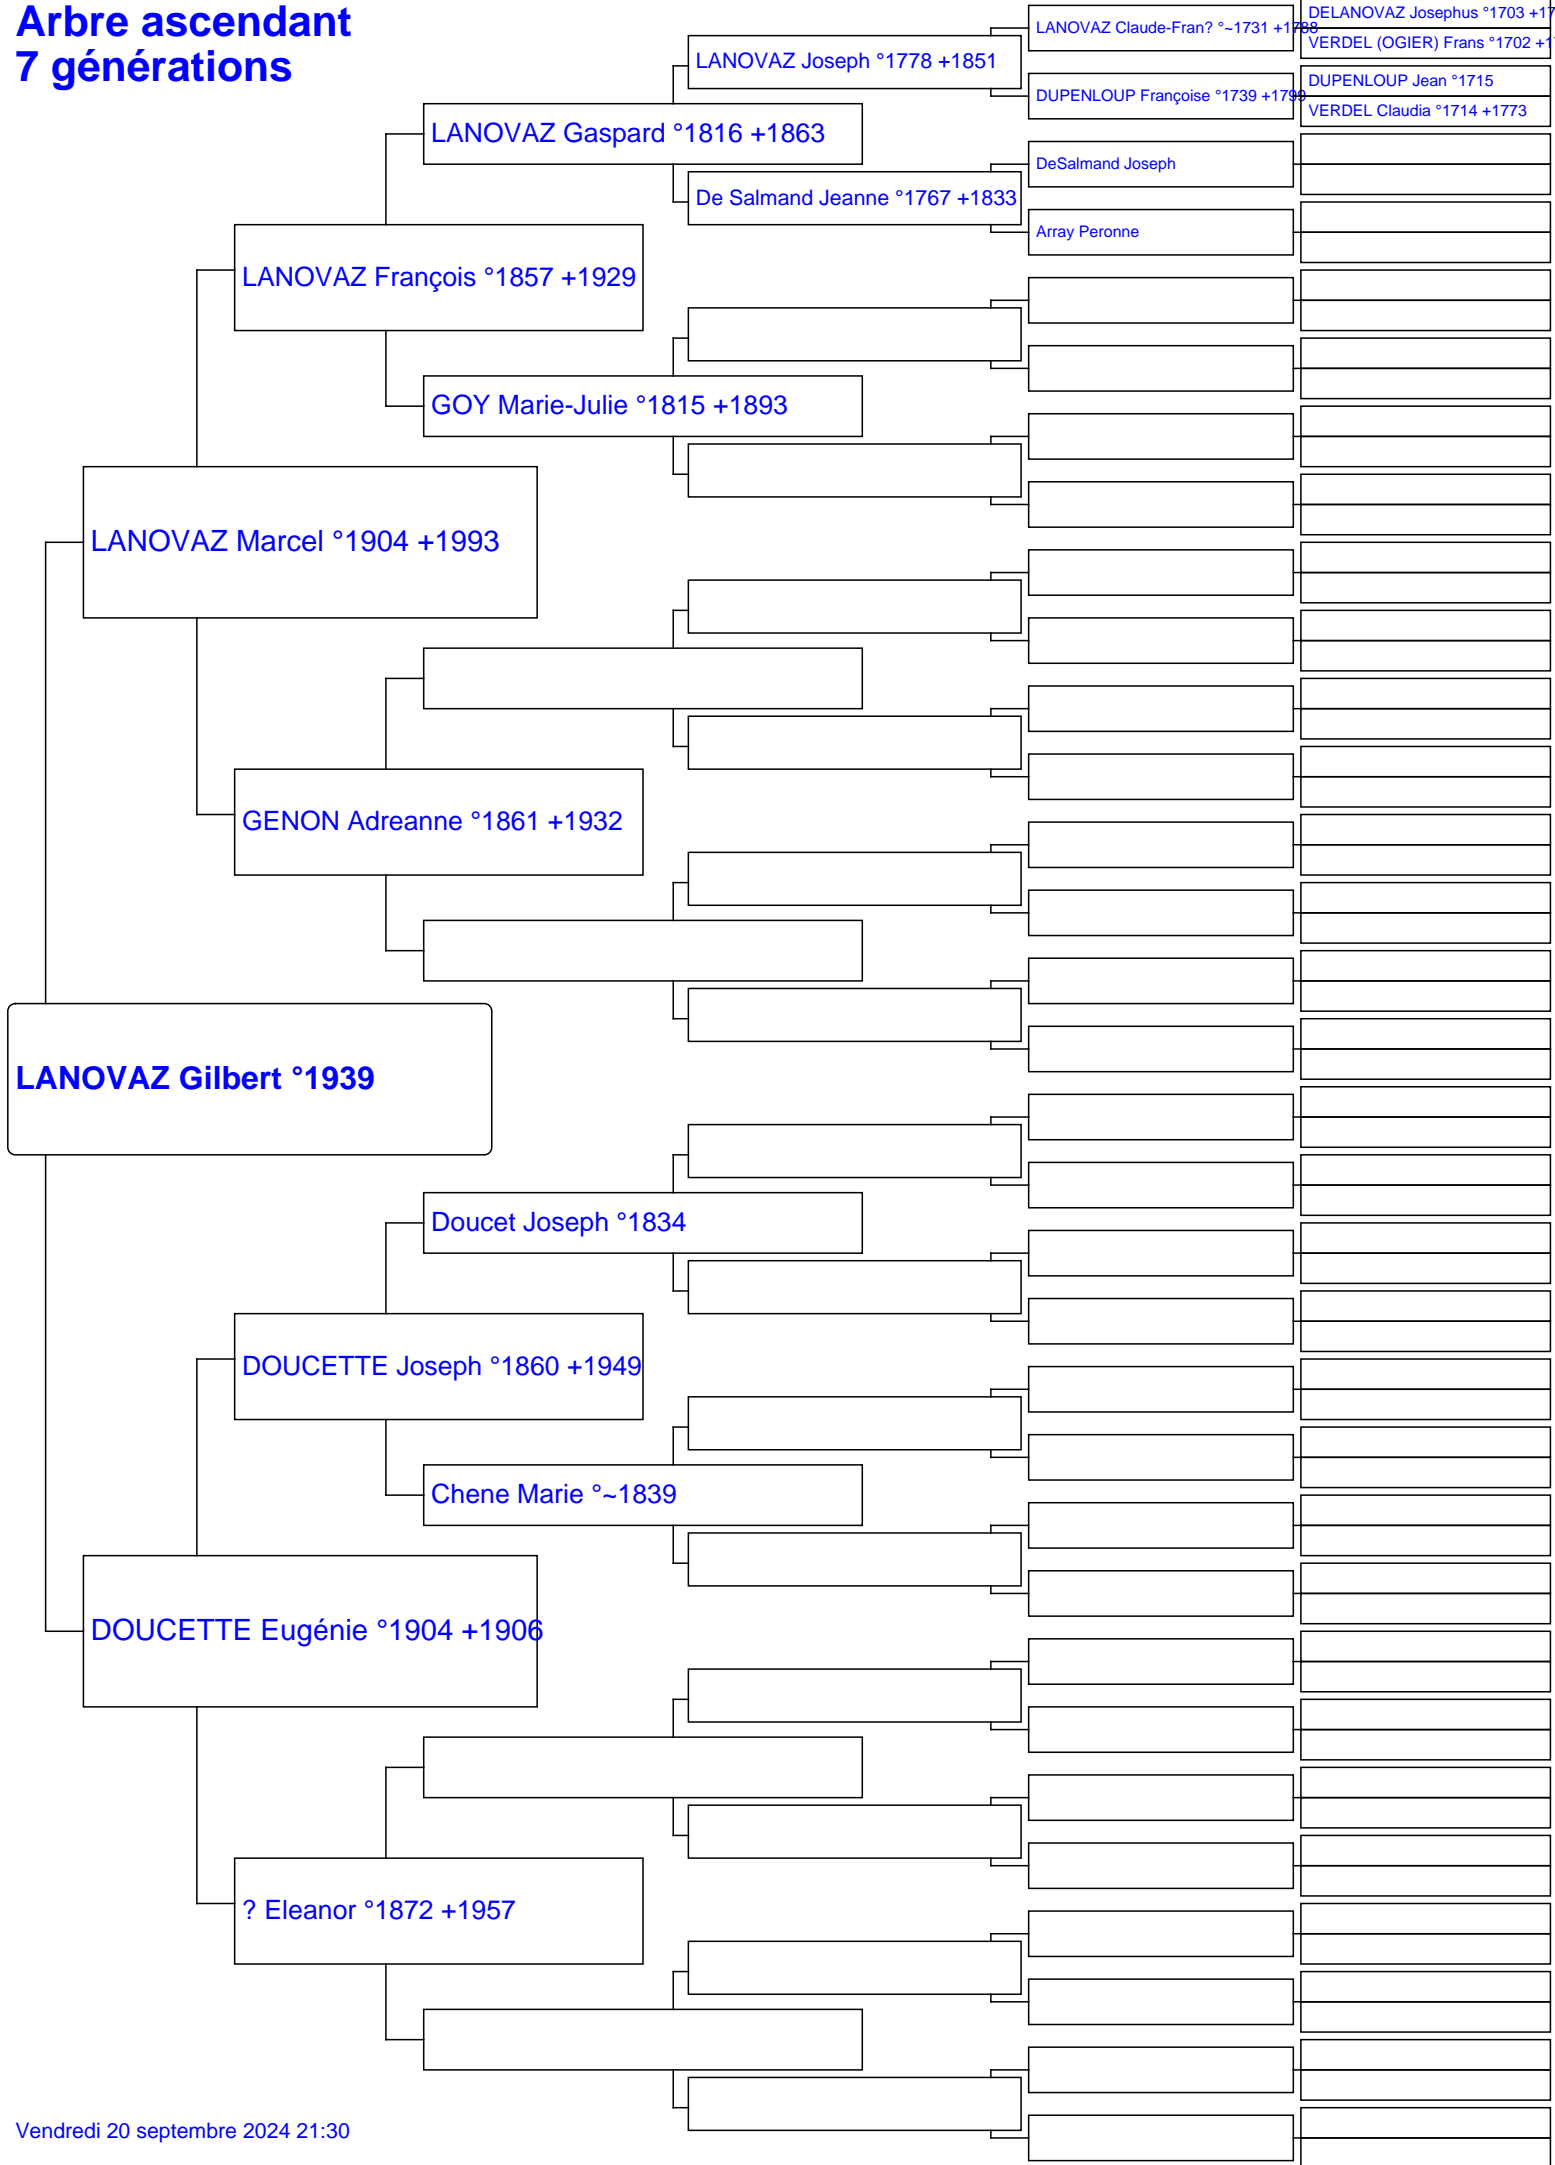 Arbre ascendant
7 générations
DELANOVAZ Josephus °1703 +17
LANOVAZ Claude-Fran? °~1731 +1788
VERDEL (OGIER) Frans °1702 +1
LANOVAZ Joseph °1778 +1851
DUPENLOUP Jean °1715
DUPENLOUP Françoise °1739 +1799
VERDEL Claudia °1714 +1773
LANOVAZ Gaspard °1816 +1863
DeSalmand Joseph
De Salmand Jeanne °1767 +1833
Array Peronne
LANOVAZ François °1857 +1929
GOY Marie-Julie °1815 +1893
LANOVAZ Marcel °1904 +1993
GENON Adreanne °1861 +1932
LANOVAZ Gilbert °1939
Doucet Joseph °1834
DOUCETTE Joseph °1860 +1949
Chene Marie °~1839
DOUCETTE Eugénie °1904 +1906
? Eleanor °1872 +1957
Vendredi 20 septembre 2024 21:30